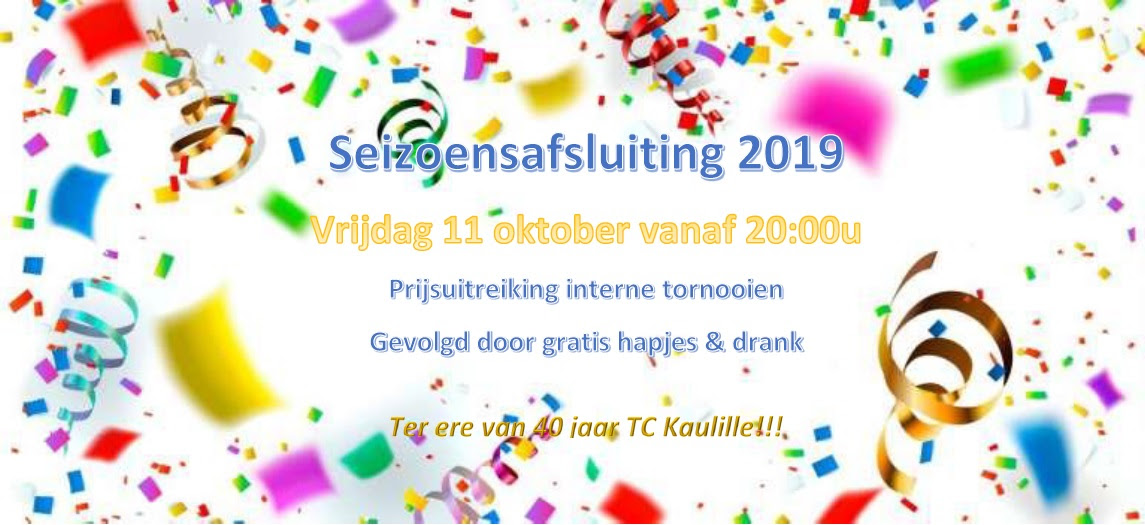 Seizoensafsluiting 2019
Vrijdag 11 oktober vanaf 20:00u
Prijsuitreiking interne tornooien
Gevolgd door gratis hapjes & drank
Ter ere van 40 jaar TC Kaulille!!!